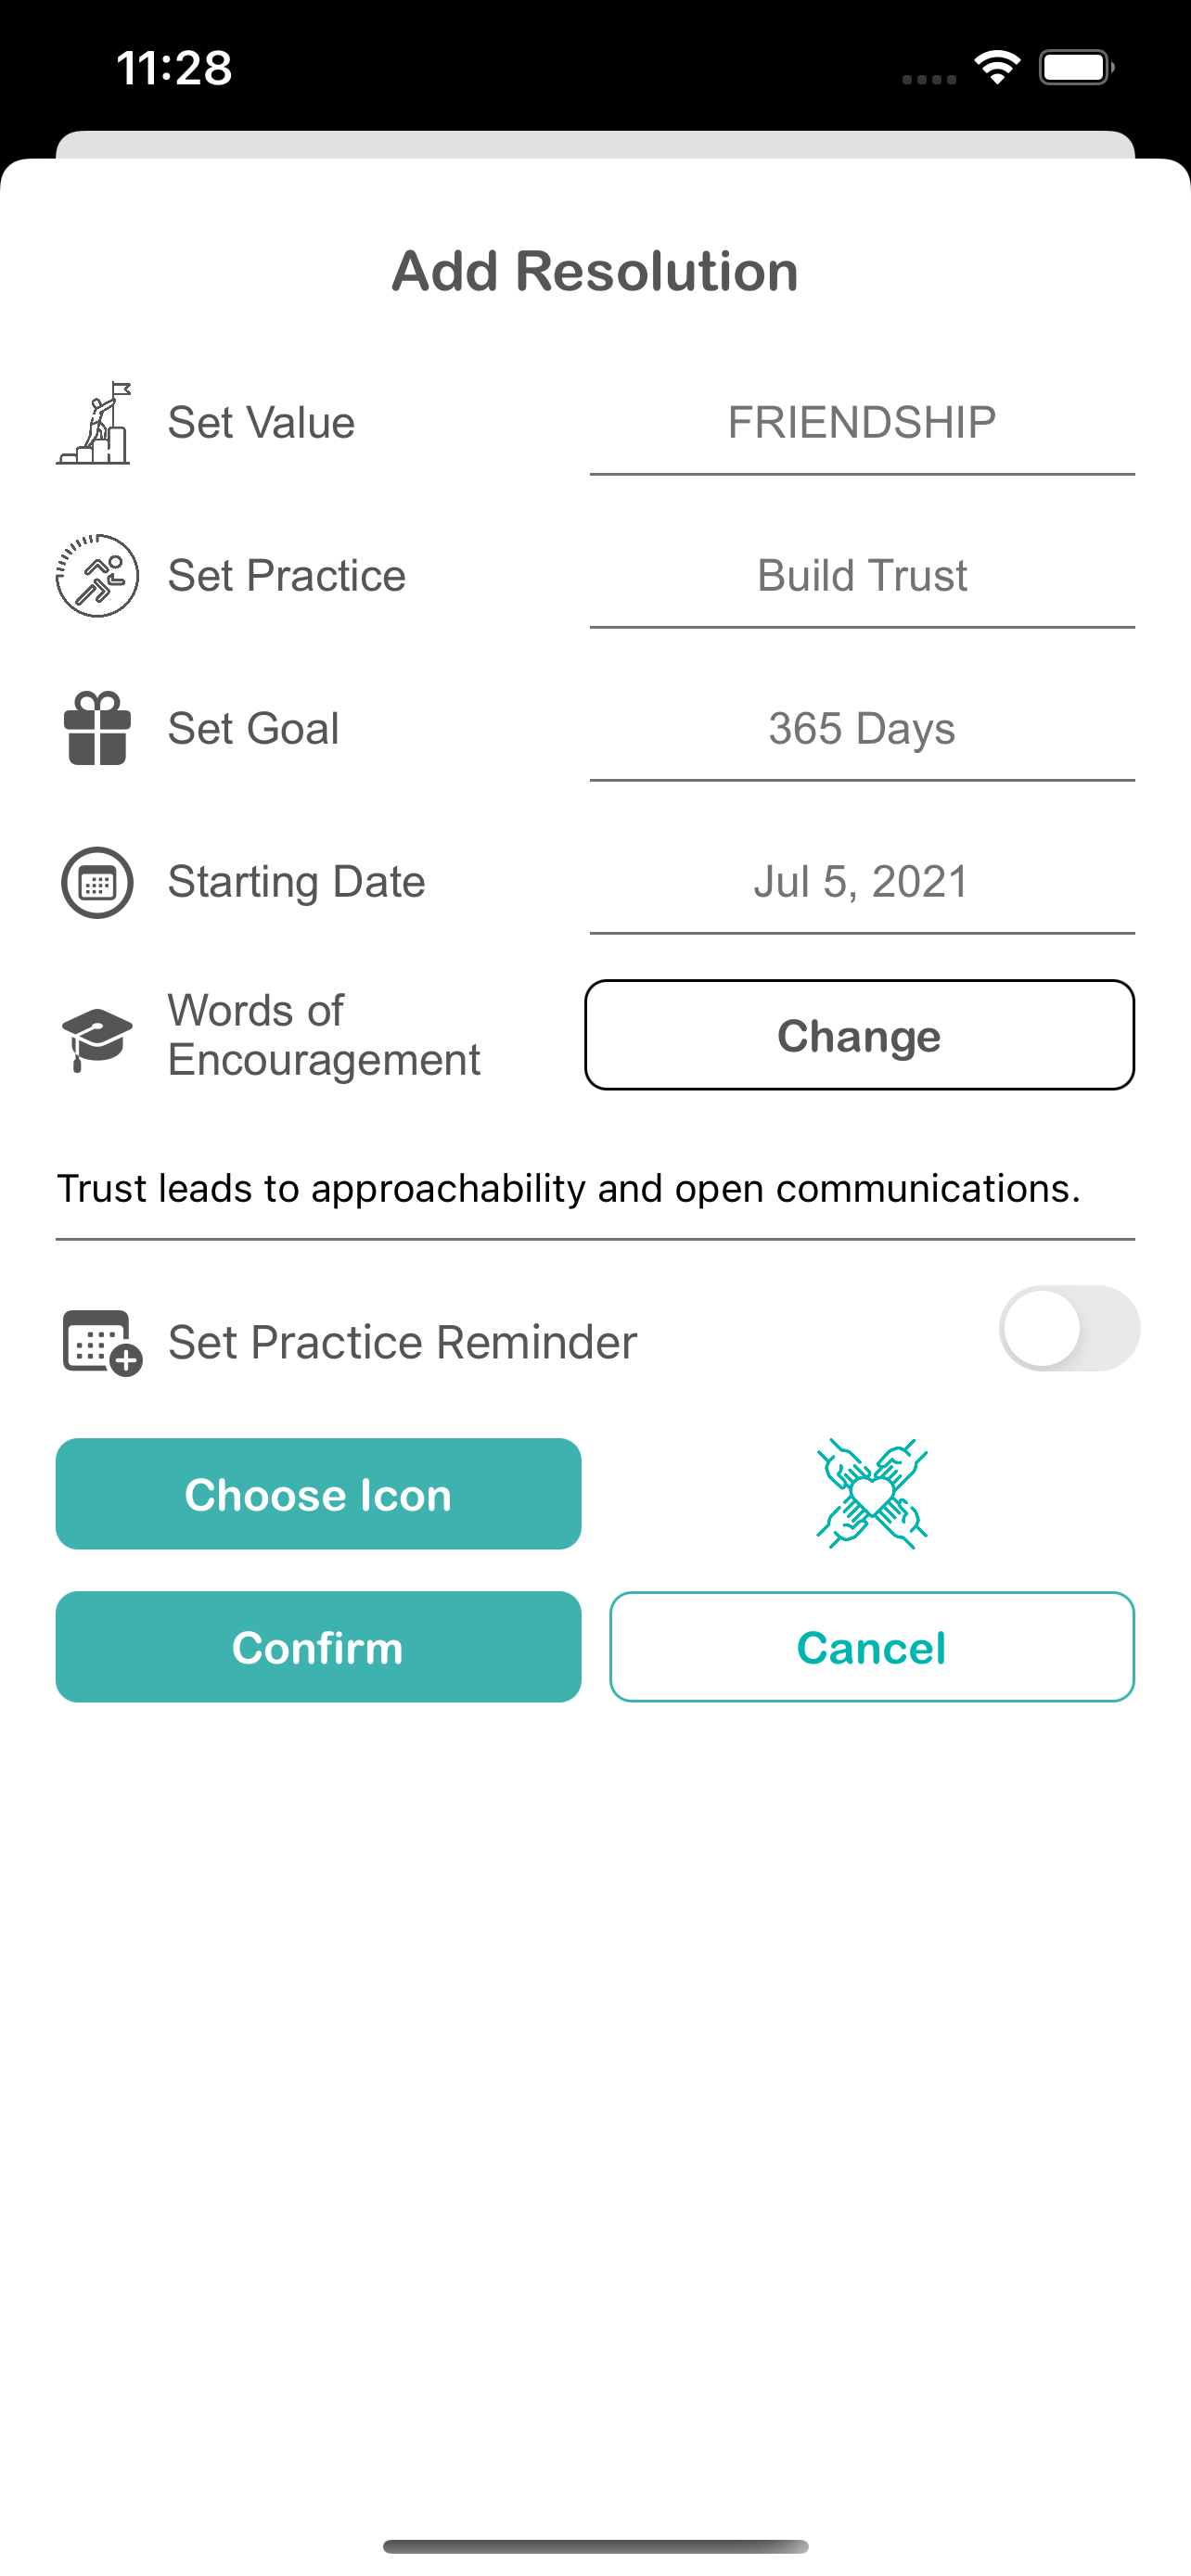 11:28
Add Resolution
Set Value
FRIENDSHIP
Set Practice
Build Trust
Set Goal
365 Days
Starting Date
Jul 5, 2021
Words of
Encouragement
Change
Trust leads to approachability and open communications.
Set Practice Reminder
Choose Icon
Confirm
Cancel